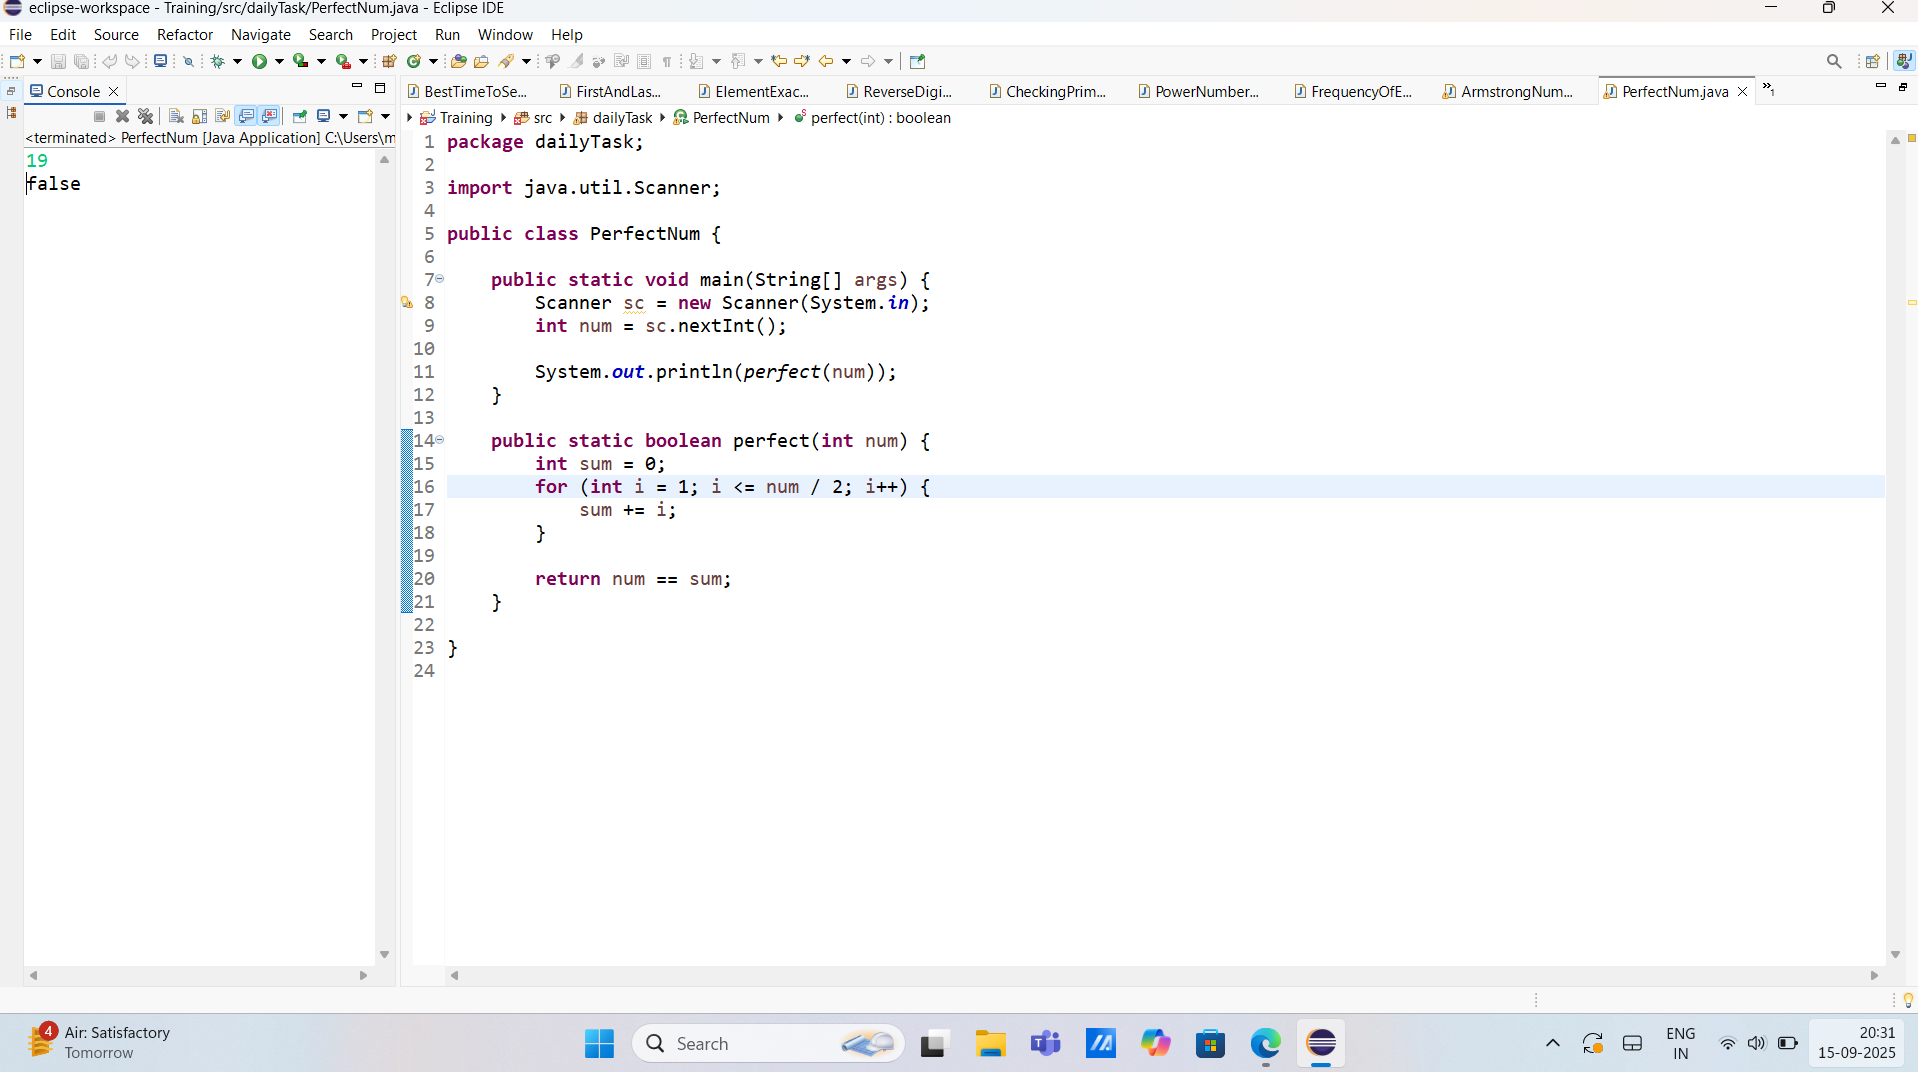 eclipse-workspace - Training/src/dailyTask/PerfectNum.java - Eclipse IDE
File Edit Source Refactor Navigate Search Project Run Window Help
Console
<terminated> PerfectNum [Java Application] C:\Users\m
19
false
BestTimeToSe... FirstAndLas... ElementExac... ReverseDigi... CheckingPrim... PowerNumber... FrequencyOfE... ArmstrongNum... PerfectNum.java »1
Training src dailyTask PerfectNum perfect(int) : boolean
1 package dailyTask;
2
3 import java.util.Scanner;
4
5 public class PerfectNum {
6
7 public static void main(String[] args) {
8 Scanner sc = new Scanner(System.in);
9 int num = sc.nextInt();
10
11 System.out.println(perfect(num));
12 }
13
14 public static boolean perfect(int num) {
15 int sum = 0;
16 for (int i = 1; i <= num / 2; i++) {
17 sum += i;
18 }
19
20 return num == sum;
21 }
22
23 }
24
4
Air: Satisfactory
Tomorrow
Search
ENG
IN
20:31
15-09-2025